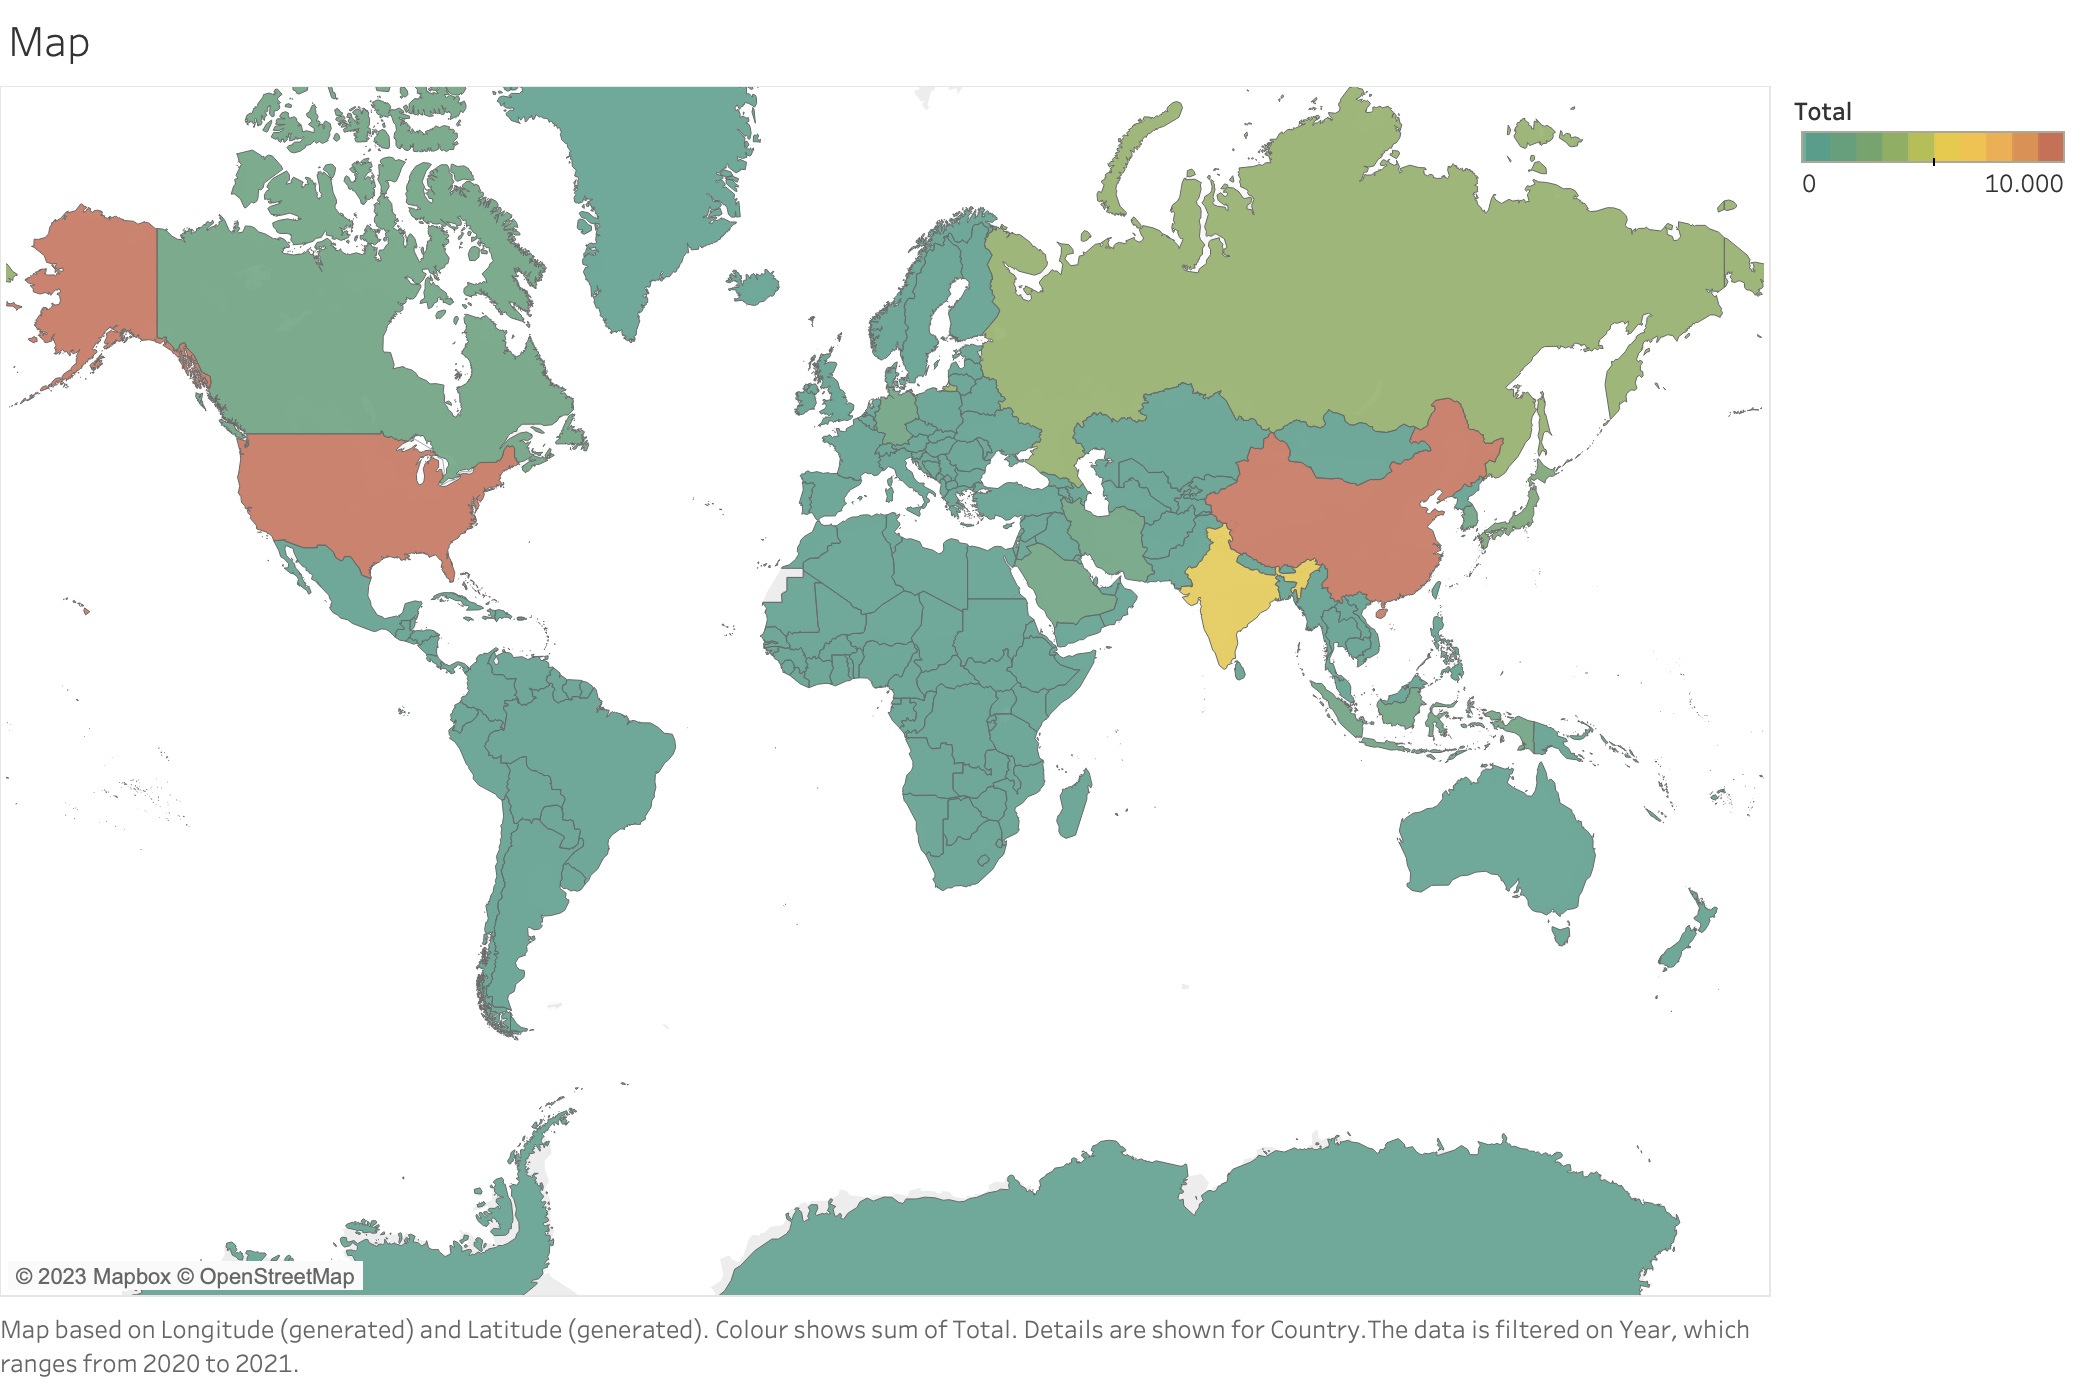 Map
Total
0 10.000
© 2023 Mapbox © OpenStreetMap
Map based on Longitude (generated) and Latitude (generated). Colour shows sum of Total. Details are shown for Country.The data is filtered on Year, which
ranges from 2020 to 2021.